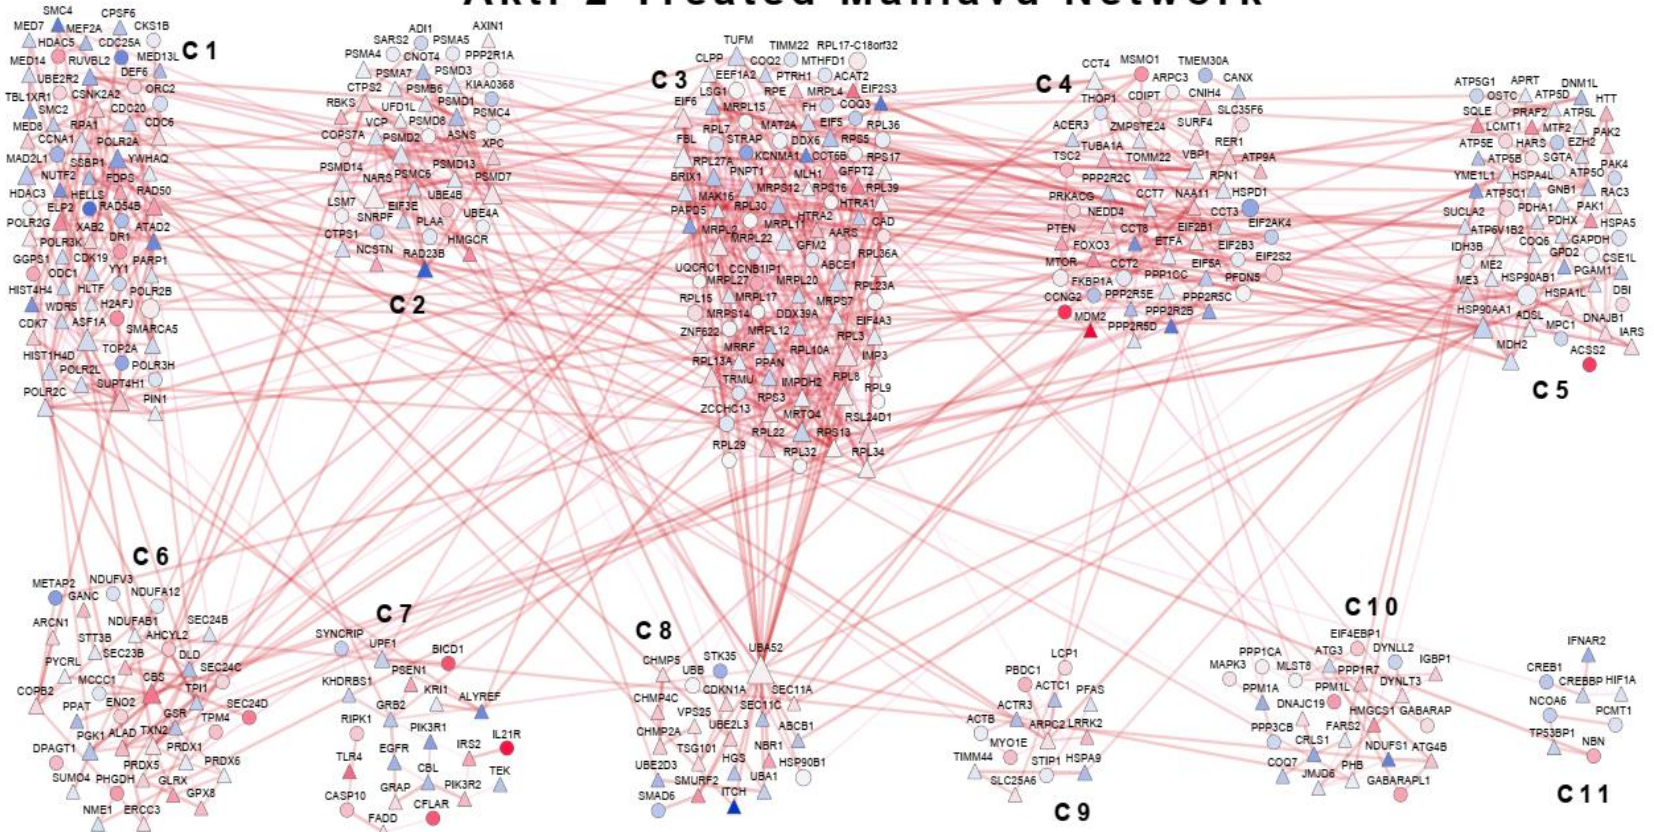 Akti-2 Treated Mahlavu Network
C 1
SMC4
CPSF6
MED7
MEF2A
CKS1B
HDAC5
CDC25A
MED14
RUVBL2
MED13L
UBE2R2
DEF6
TBL1XR1
CSNK2A2
ORC2
SMC2
CDC20
MED6
RPA1
CDC6
CCNA1
POLR2A
MAD2L1
SSBP1
YWHAQ
NUTF2
FDPS
HDAC3
HELLS
RAD50
ELP2
RAD54B
POLR2G
XAB2
ATAD2
POLR3K
DR1
GGPS1
CDK19
PARP1
ODC1
YY1
HIST4H4
HLTF
POLR2B
WDR5
H2AFJ
CDK7
ASF1A
SMARCA5
HIST1H4D
TOP2A
POLR2L
POLR3H
POLR2C
SUPT4H1
PIN1
C 2
ADI1
AXIN1
SARS2
PSMA5
PSMA4
CNOT4
PPP2R1A
PSMA7
PSMD3
CTPS2
PSMB6
KIAA0368
RBKS
UFD1L
PSMD1
VCP
PSMD8
PSMC4
COPS7A
PSMD2
ASNS
XPC
PSMD14
PSMD13
NARS
PSMC6
PSMD7
LSM7
UBE4B
EIF3E
SNRPF
PLAA
UBE4A
CTPS1
NCSTN
HMGCR
RAD23B
C 3
TUFM
TIMM22
RPL17-C18orf32
CLPP
COQ2
MTHFD1
EEF1A2
PTRH1
ACAT2
LSG1
RPE
MRPL4
EIF2S3
EIF6
MRPL15
FH
COQ3
RPL7
MAT2A
EIF5
RPL36
FBL
STRAP
DDX6
RPS5
RPL27A
KCNMA1
CCT6B
RPS17
BRIX1
PNPT1
MLH1
GFPT2
MAK16
MRPS12
RPS16
RPL39
PAPD5
RPL30
HTRA1
MRPL2
MRPL11
HTRA2
CAD
MRPL22
AARS
GFM2
RPL36A
UQCRC1
CCNB1IP1
ABCE1
MRPL27
MRPL20
RPL23A
RPL15
MRPL17
MRPS7
MRPS14
DDX39A
EIF4A3
ZNF622
MRPL12
RPL3
MRRF
RPL10A
IMP3
RPL13A
PPAN
TRMU
IMPDH2
RPL8
RPL9
RPS3
ZCCHC13
MRTO4
RSL24D1
RPL22
RPS13
RPL29
RPL32
RPL34
C 4
CCT4
MSMO1
TMEM30A
ARPC3
CANX
THOP1
CDIPT
CNIH4
SLC35F6
ACER3
ZMPSTE24
SURF4
RER1
TUBA1A
TSC2
TOMM22
VBP1
ATP9A
PPP2R2C
RPN1
PRKACG
CCT7
NAA11
HSPD1
NEDD4
CCT3
PTEN
CCT8
EIF2B1
EIF2AK4
FOXO3
ETFA
EIF2B3
MTOR
CCT2
EIF5A
EIF2S2
FKBP1A
PPP1CC
PFDN5
CCNG2
PPP2R5E
PPP2R5C
MDM2
PPP2R2B
PPP2R5D
C 5
ATP5G1
APRT
DNM1L
OSTC
ATP5D
HTT
SQLE
PRAF2
ATP5L
LCMT1
MTF2
PAK2
ATP5E
HARS
EZH2
ATP5B
SGTA
PAK4
YME1L1
HSPA4L
ATP5O
ATP5C1
GNB1
RAC3
SUCLA2
PDHA1
PAK1
ATP6V1B2
PDHX
HSPA5
IDH3B
COQ6
GAPDH
ME2
GPD2
CSE1L
ME3
HSP90AB1
PGAM1
HSP90AA1
HSPA1L
DBI
ADSL
DNAJB1
MPC1
IARS
MDH2
ACSS2
C 6
METAP2
NDUFV3
GANC
NDUFA12
ARCN1
NDUFAB1
SEC24B
STT3B
AHCYL2
SEC23B
DLD
PYCRL
SEC24C
MCCC1
CBS
COPB2
TPI1
ENO2
SEC24D
PPAT
GSR
TPM4
PGK1
ALAD
TXN2
DPAGT1
PRDX1
PRDX5
PRDX6
SUMO4
PHGDH
GLRX
GPX8
NME1
ERCC3
C 7
SYNCRIP
UPF1
BICD1
PSEN1
KHDRBS1
KRI1
ALYREF
GRB2
RIPK1
PIK3R1
IL21R
EGFR
IRS2
TLR4
CBL
TEK
GRAP
PIK3R2
CASP10
CFLAR
FADD
C 8
UBA52
CHMP5
STK35
UBB
CDKN1A
SEC11A
CHMP4C
SEC11C
VPS25
UBE2L3
ABCB1
CHMP2A
NBR1
TSG101
HGS
HSP90B1
UBE2D3
SMURF2
UBA1
SMAD6
ITCH
C 9
LCP1
PBDC1
ACTC1
PFAS
ACTR3
ACTB
ARPC2
LRRK2
MYO1E
TIMM44
STIP1
HSPA9
SLC25A6
C10
EIF4EBP1
PPP1CA
ATG3
DYNLL2
MAPK3
MLST8
PPP1R7
IGBP1
PPM1A
PPM1L
DYNLT3
DNAJC19
HMGCS1
GABARAP
PPP3CB
FARS2
CRLS1
NDUFS1
ATG4B
COQ7
PHB
JMJD6
GABARAPL1
C11
IFNAR2
CREB1
CREBBP
HIF1A
NCOA6
PCMT1
TP53BP1
NBN